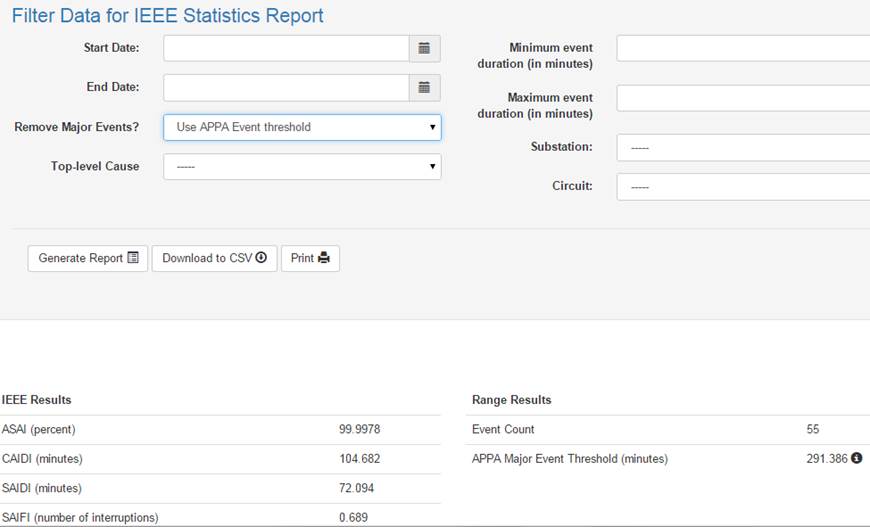 Filter Data for IEEE Statistics Report
Start Date:
End Date:
Remove Major Events? Use APPA Event threshold
Top-level Cause -----
Minimum event
duration (in minutes)
Maximum event
duration (in minutes)
Substation: -----
Circuit: -----
Generate Report Download to CSV Print
IEEE Results
ASAI (percent) 99.9978
CAIDI (minutes) 104.682
SAIDI (minutes) 72.094
SAIFI (number of interruptions) 0.689
Range Results
Event Count 55
APPA Major Event Threshold (minutes) 291.386